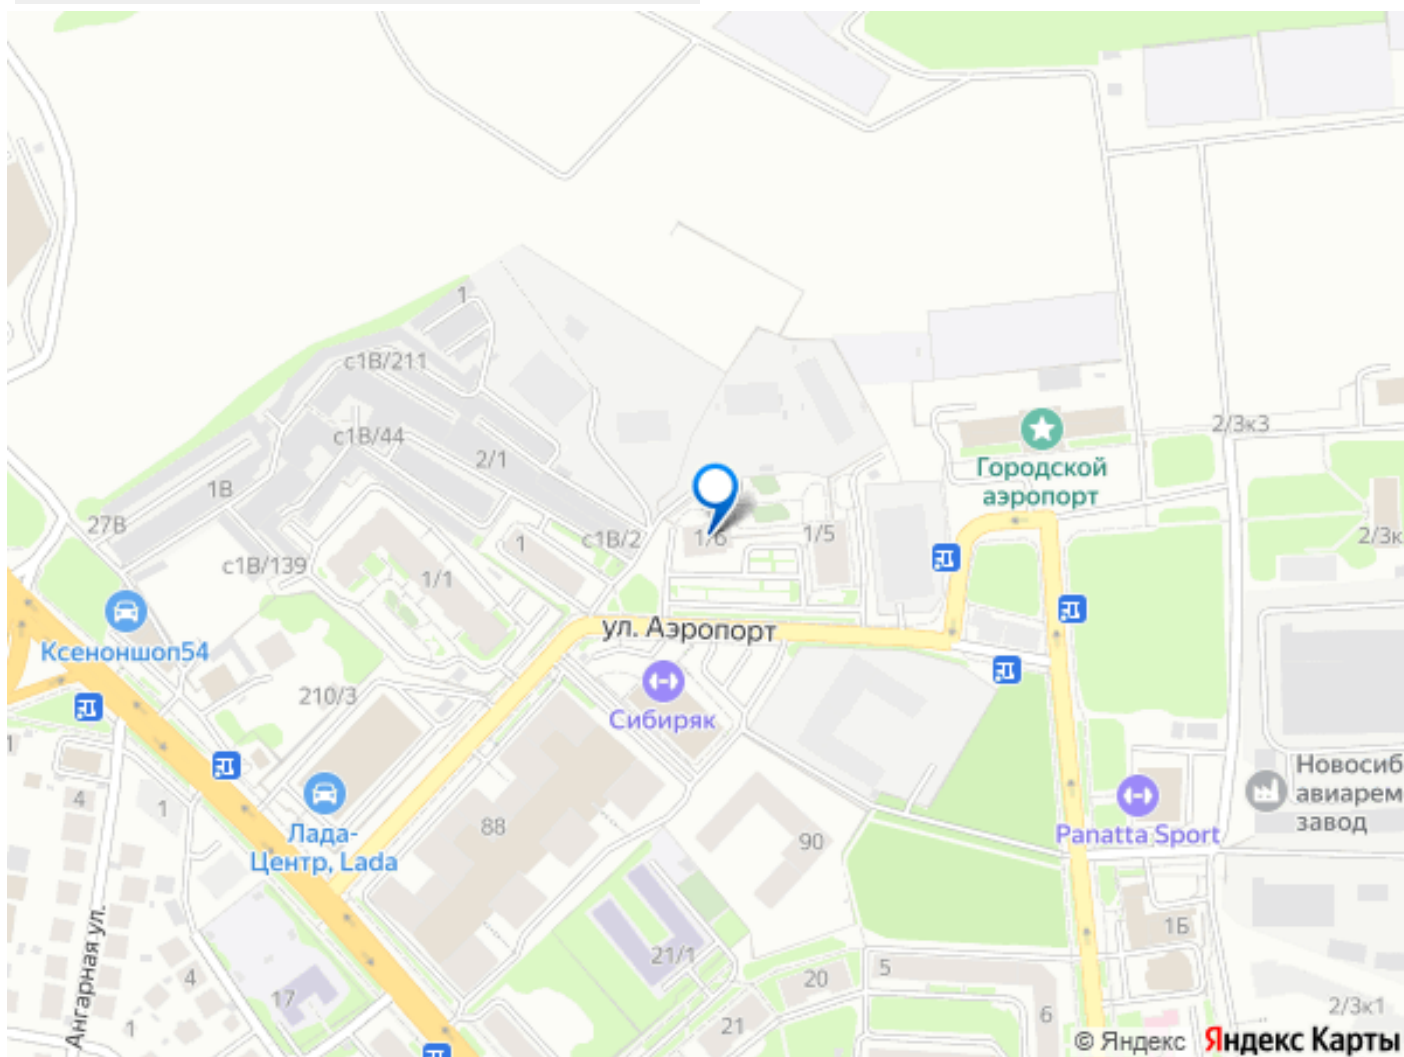 1
с1В/211
с1В/44
2/1
1В
27В
с1В/2
с1В/139
1
1/1
1/6
1/5
2/3к3
Городской
аэропорт
2/3к
ул. Аэропорт
Ксеноншоп54
210/3
Сибиряк
1
4
1
Лада-
Центр, Lada
88
90
Panatta Sport
Новосиб
авиарем
завод
Ангарная ул.
4
17
1
21/1
20
21
5
6
1Б
2/3к1
© Яндекс Яндекс Карты